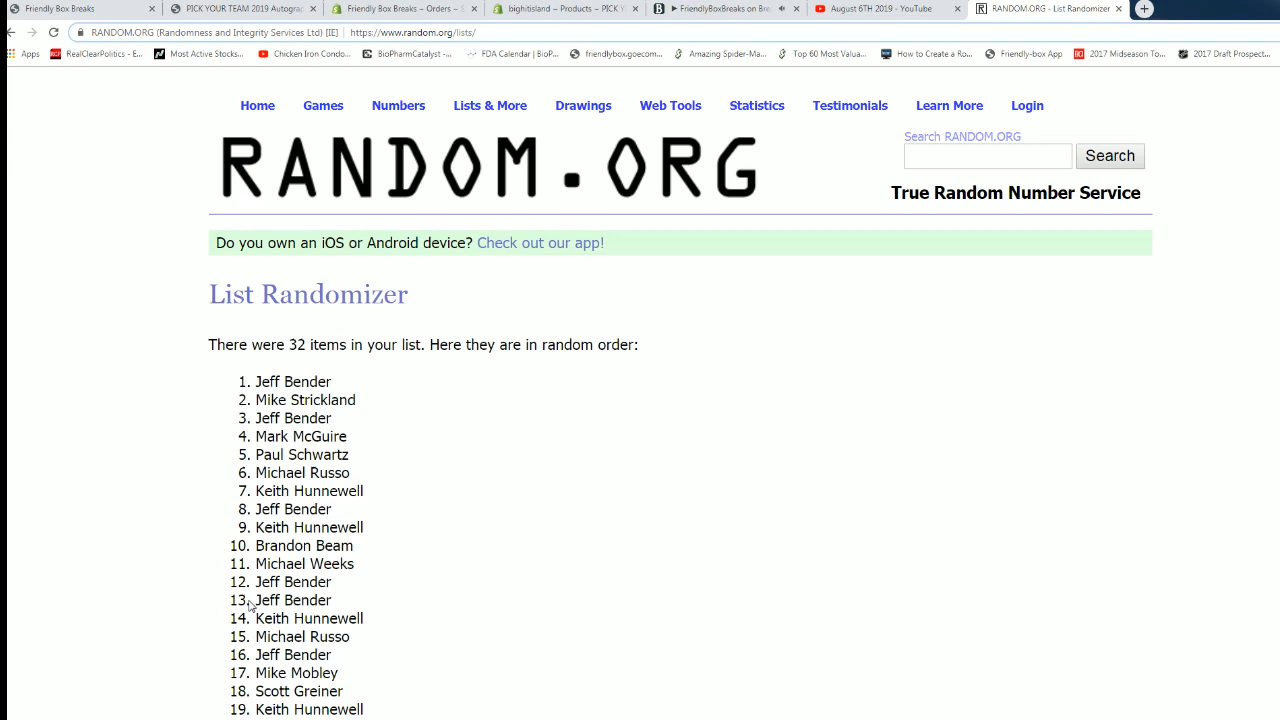 Friendly Box Breaks
PICK YOUR TEAM 2019 Autogra
Friendly Box Breaks – Orders –
bighitisland – Products – PICK Y
FriendlyBoxBreaks on Bre
August 6TH 2019 - YouTube
RANDOM.ORG - List Randomizer
RANDOM.ORG (Randomness and Integrity Services Ltd) [IE] | https://www.random.org/lists/
Apps RealClearPolitics - E... Most Active Stocks... Chicken Iron Condo... BioPharmCatalyst -... FDA Calendar | BioP... friendlybox.goecom... Amazing Spider-Ma... Top 60 Most Valua... How to Create a Ro... Friendly-box App 2017 Midseason To... 2017 Draft Prospect...
Home Games Numbers Lists & More Drawings Web Tools Statistics Testimonials Learn More Login
RANDOM.ORG
Search RANDOM.ORG
Search
True Random Number Service
Do you own an iOS or Android device? Check out our app!
List Randomizer
There were 32 items in your list. Here they are in random order:
1. Jeff Bender
2. Mike Strickland
3. Jeff Bender
4. Mark McGuire
5. Paul Schwartz
6. Michael Russo
7. Keith Hunnewell
8. Jeff Bender
9. Keith Hunnewell
10. Brandon Beam
11. Michael Weeks
12. Jeff Bender
13. Jeff Bender
14. Keith Hunnewell
15. Michael Russo
16. Jeff Bender
17. Mike Mobley
18. Scott Greiner
19. Keith Hunnewell